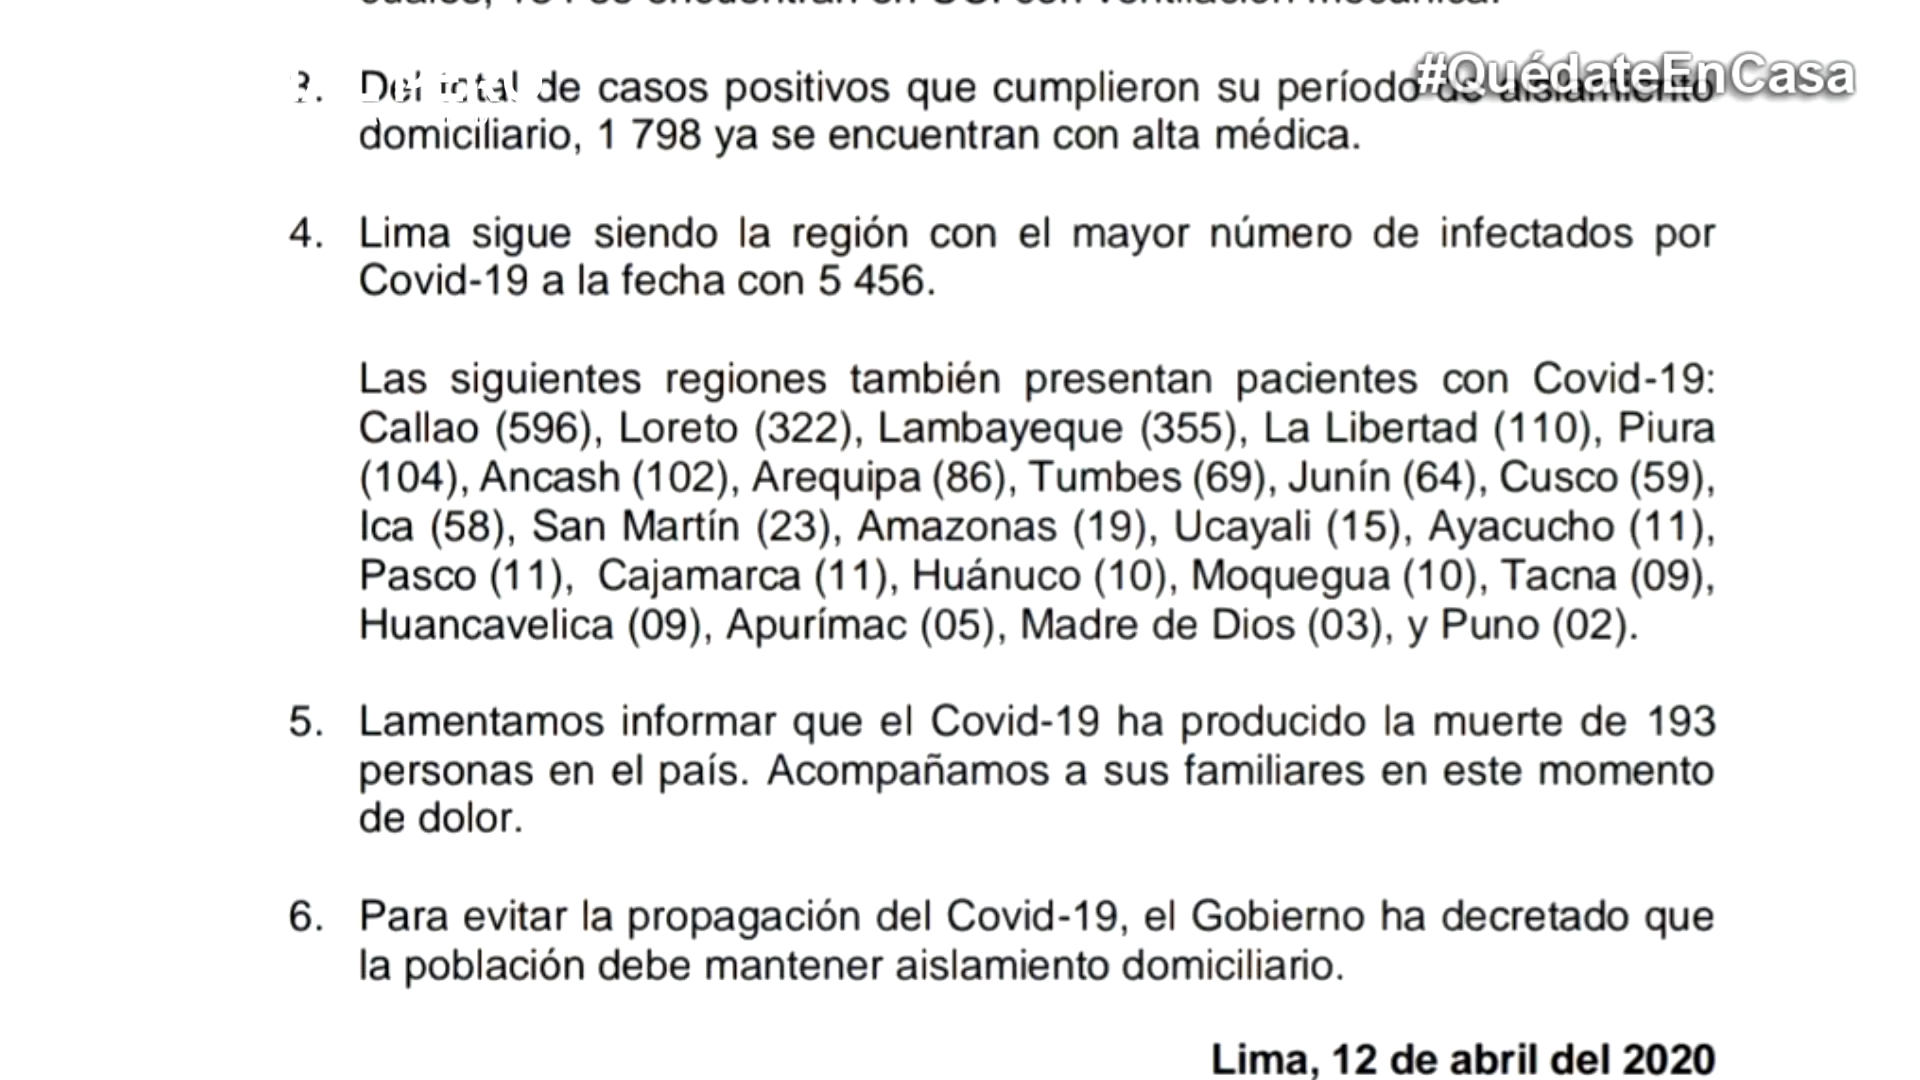 #QuédateEnCasa
3. Del total de casos positivos que cumplieron su período de aislamiento
domiciliario, 1 798 ya se encuentran con alta médica.
4. Lima sigue siendo la región con el mayor número de infectados por
Covid-19 a la fecha con 5 456.
Las siguientes regiones también presentan pacientes con Covid-19:
Callao (596), Loreto (322), Lambayeque (355), La Libertad (110), Piura
(104), Ancash (102), Arequipa (86), Tumbes (69), Junín (64), Cusco (59),
Ica (58), San Martín (23), Amazonas (19), Ucayali (15), Ayacucho (11),
Pasco (11), Cajamarca (11), Huánuco (10), Moquegua (10), Tacna (09),
Huancavelica (09), Apurímac (05), Madre de Dios (03), y Puno (02).
5. Lamentamos informar que el Covid-19 ha producido la muerte de 193
personas en el país. Acompañamos a sus familiares en este momento
de dolor.
6. Para evitar la propagación del Covid-19, el Gobierno ha decretado que
la población debe mantener aislamiento domiciliario.
Lima, 12 de abril del 2020